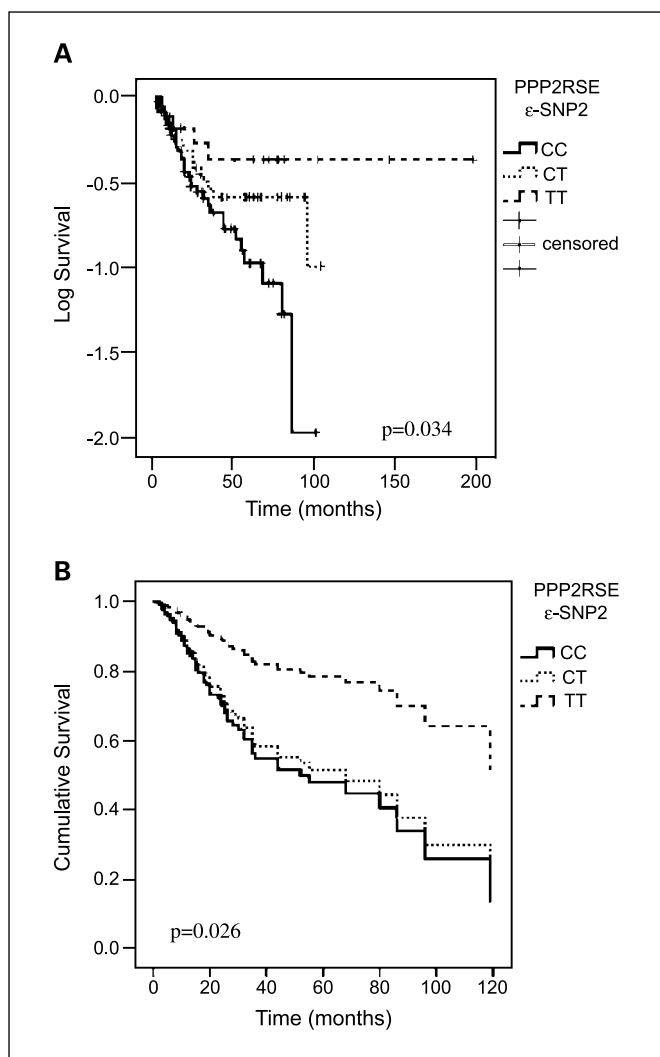 A
PPP2RSE
ε-SNP2
CC
CT
TT
censored
0.0
-0.5
-1.0
-1.5
-2.0
Log Survival
p=0.034
0 50 100 150 200
Time (months)
B
PPP2RSE
ε-SNP2
CC
CT
TT
1.0
0.8
0.6
0.4
0.2
0.0
Cumulative Survival
p=0.026
0 20 40 60 80 100 120
Time (months)